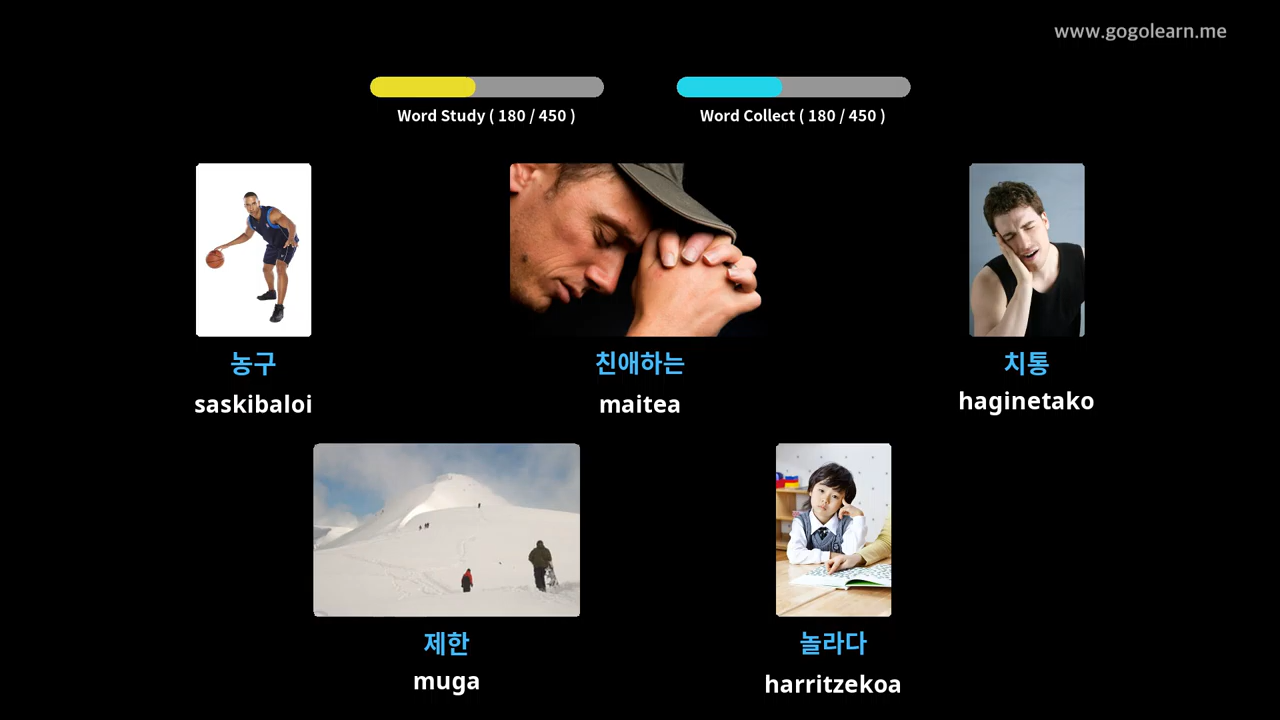 www.gogolearn.me
Word Study ( 180 / 450 )
Word Collect ( 180 / 450 )
농구
saskibaloi
친애하는
maitea
치통
haginetako
제한
muga
놀라다
harritzekoa